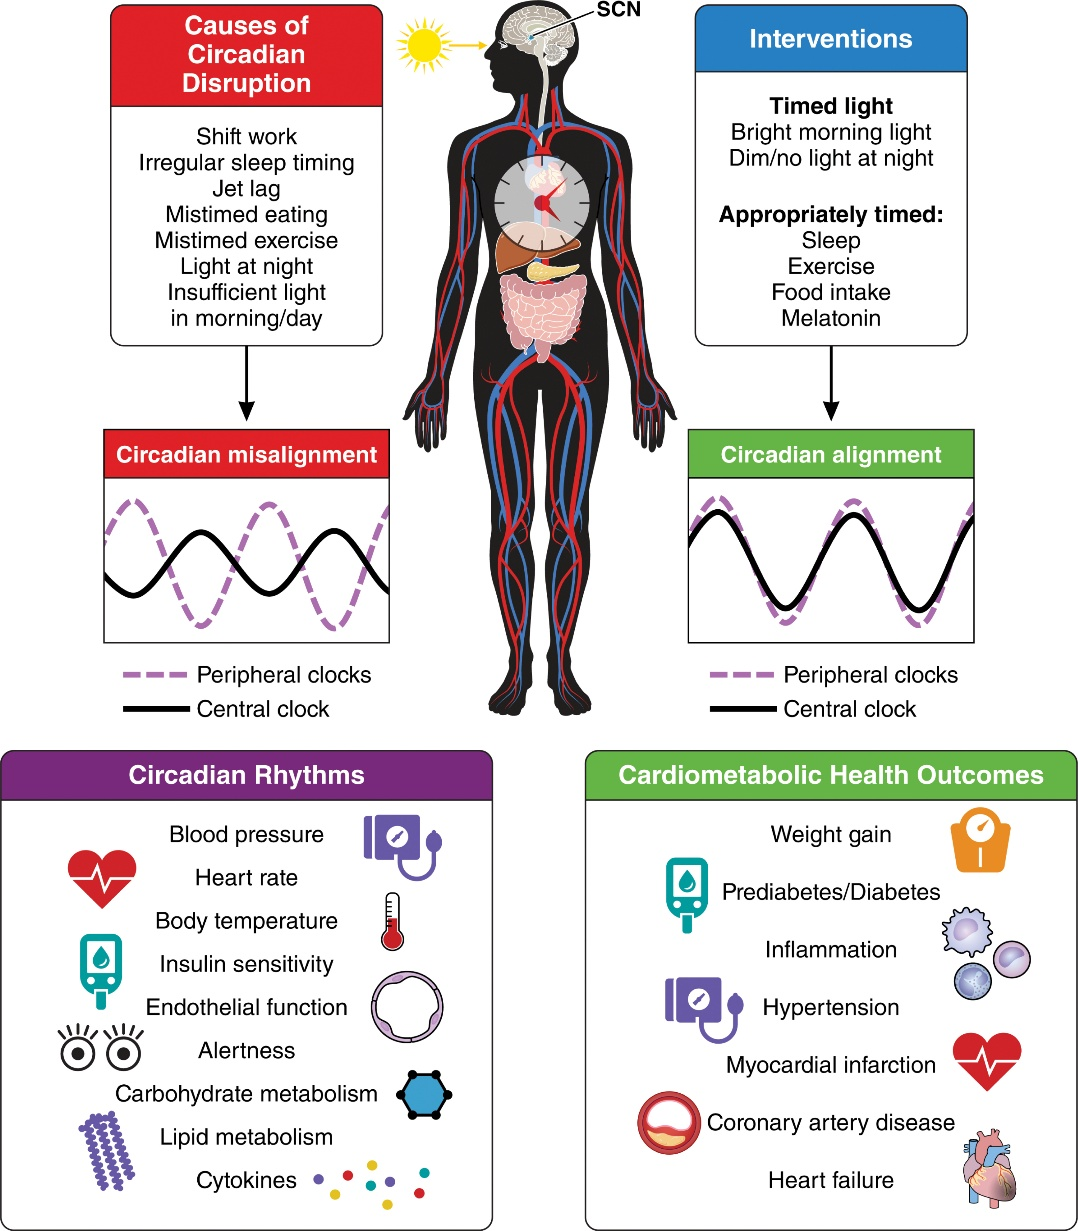 Causes of
Circadian
Disruption
Shift work
Irregular sleep timing
Jet lag
Mistimed eating
Mistimed exercise
Light at night
Insufficient light
in morning/day
SCN
Interventions
Timed light
Bright morning light
Dim/no light at night
Appropriately timed:
Sleep
Exercise
Food intake
Melatonin
Circadian misalignment
Peripheral clocks
Central clock
Circadian alignment
Peripheral clocks
Central clock
Circadian Rhythms
Blood pressure
Heart rate
Body temperature
Insulin sensitivity
Endothelial function
Alertness
Carbohydrate metabolism
Lipid metabolism
Cytokines
Cardiometabolic Health Outcomes
Weight gain
Prediabetes/Diabetes
Inflammation
Hypertension
Myocardial infarction
Coronary artery disease
Heart failure